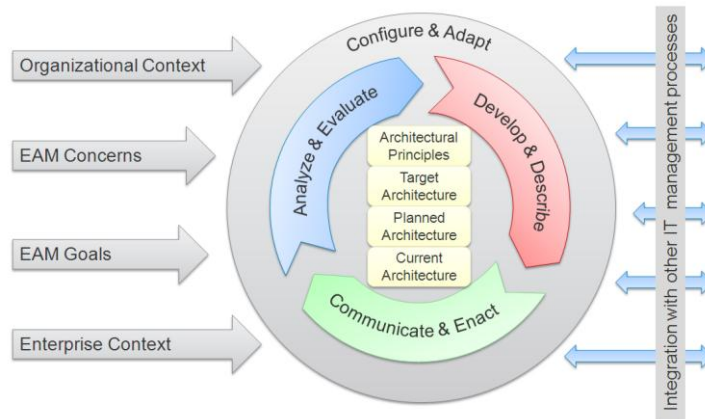 Configure & Adapt
Organizational Context
EAM Concerns
EAM Goals
Enterprise Context
Analyze & Evaluate
Develop & Describe
Communicate & Enact
Architectural
Principles
Target
Architecture
Planned
Architecture
Current
Architecture
Integration with other IT management processes